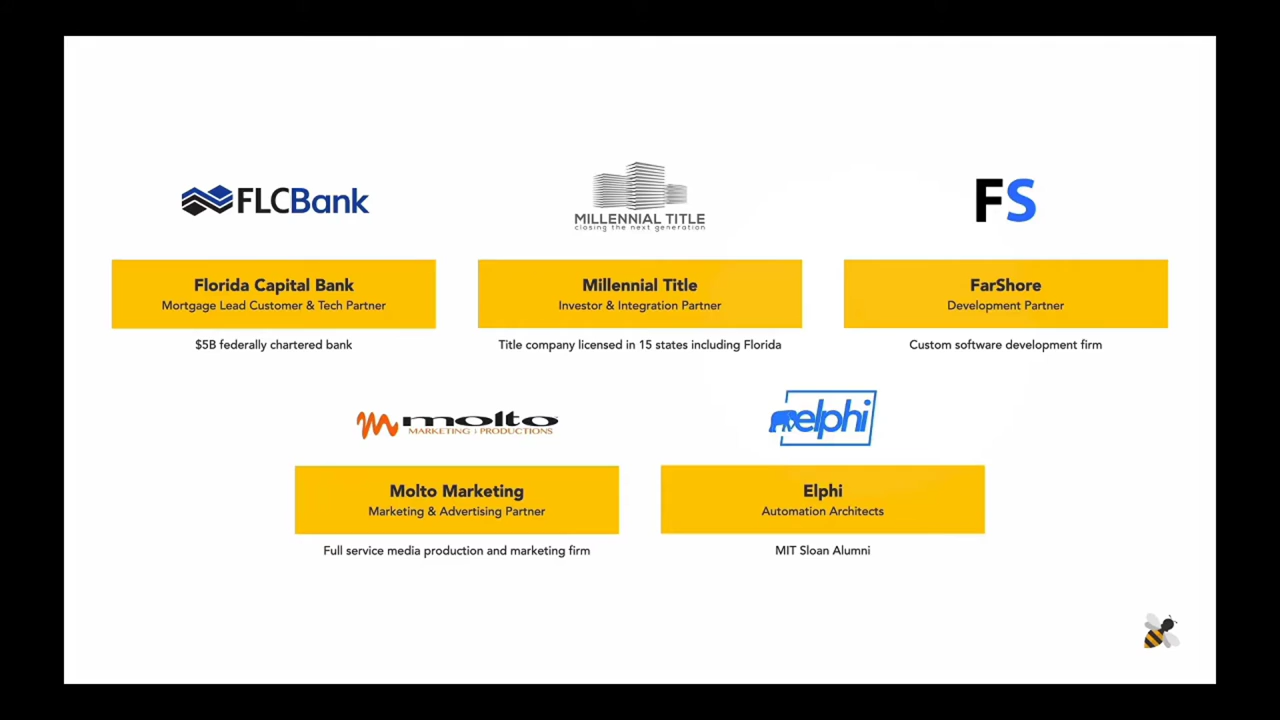 FLCBank
MILLENNIAL TITLE
closing the next generation
FS
Florida Capital Bank
Mortgage Lead Customer & Tech Partner
Millennial Title
Investor & Integration Partner
FarShore
Development Partner
$5B federally chartered bank
Title company licensed in 15 states including Florida
Custom software development firm
molto
MARKETING & PRODUCTIONS
elphi
Molto Marketing
Marketing & Advertising Partner
Elphi
Automation Architects
Full service media production and marketing firm
MIT Sloan Alumni